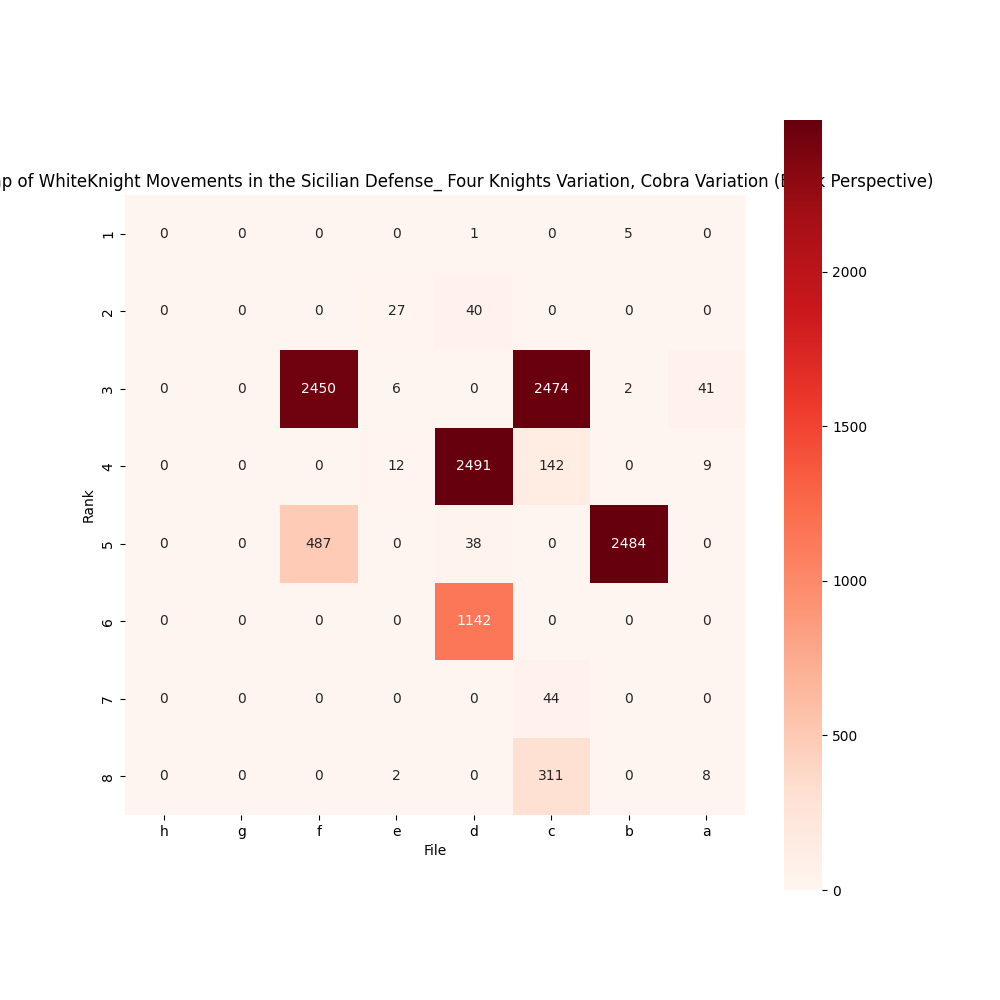 of WhiteKnight Movements in the Sicilian Defense_ Four Knights Variation, Cobra Variation Perspective)
1 0 0 0 0 1 0 5 0
2 0 0 0 27 40 0 0 0
3 0 0 2450 6 0 2474 2 41
4 0 0 0 12 2491 142 0 9
5 0 0 487 0 38 0 2484 0
6 0 0 0 0 1142 0 0 0
7 0 0 0 0 0 44 0 0
8 0 0 0 2 0 311 0 8
h g f e d c b a
File
Rank
2000
1500
1000
500
0